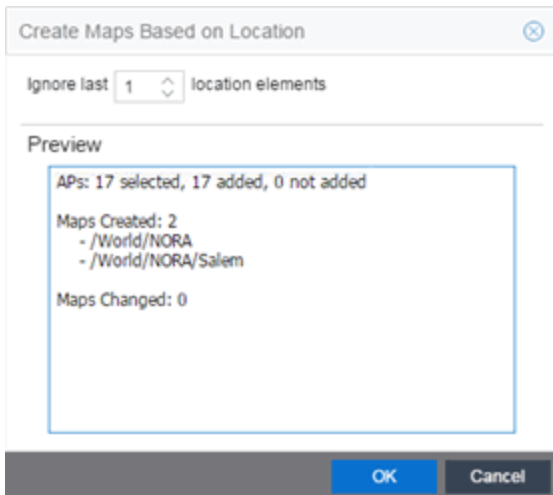 Create Maps Based on Location
Ignore last 1 location elements
Preview
APs: 17 selected, 17 added, 0 not added
Maps Created: 2
- /World/NORA
- /World/NORA/Salem
Maps Changed: 0
OK Cancel